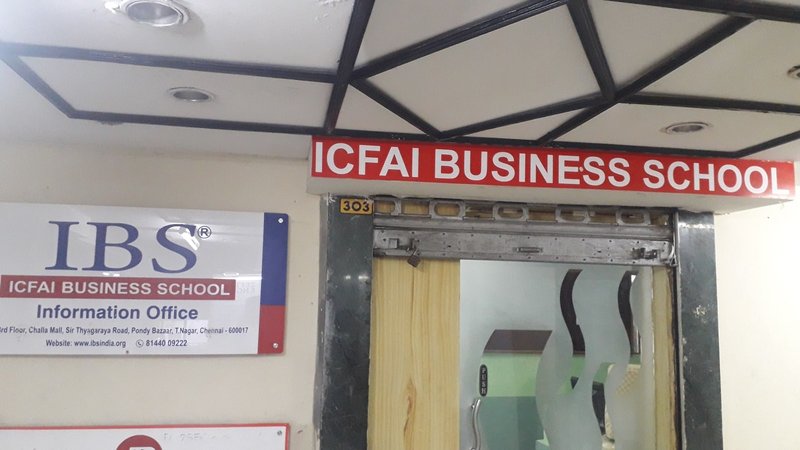 ICFAI BUSINESS SCHOOL
303
IBS®
ICFAI BUSINESS SCHOOL
Information Office
3rd Floor, Challa Mall, Sir Thyagaraya Road, Pondy Bazaar, T.Nagar, Chennai - 600017
Website: www.ibsindia.org 81440 09222
PUSH